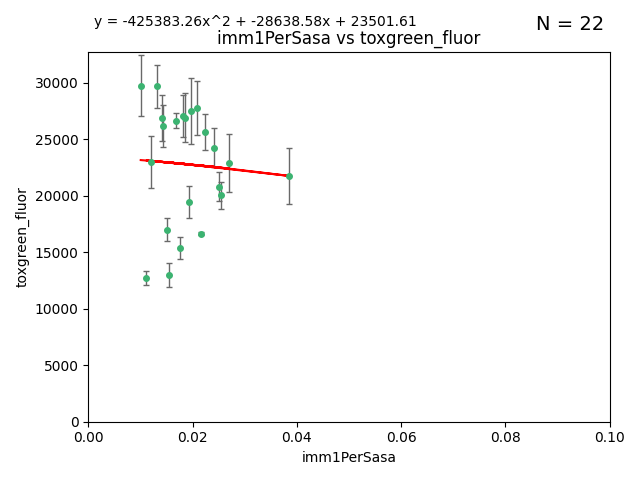 y = -425383.26x^2 + -28638.58x + 23501.61
N = 22
imm1PerSasa vs toxgreen_fluor
toxgreen_fluor
30000
25000
20000
15000
10000
5000
0
0.00
0.02
0.04
0.06
0.08
0.10
imm1PerSasa